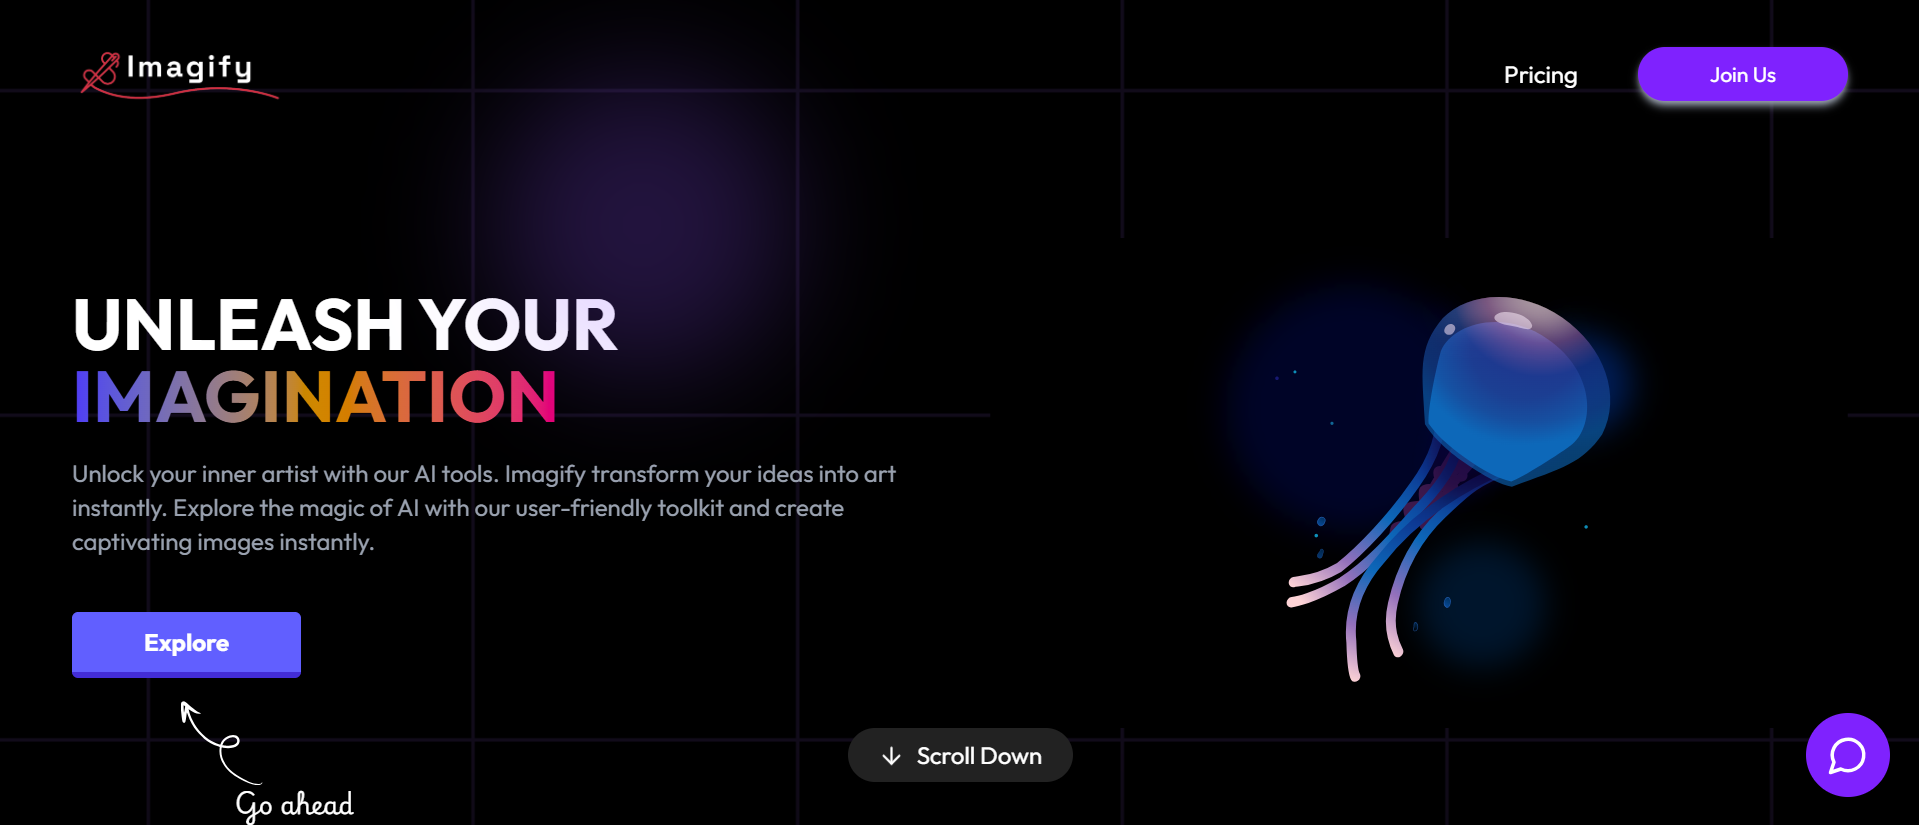 Imagify
Pricing
Join Us
UNLEASH YOUR
IMAGINATION
Unlock your inner artist with our AI tools. Imagify transform your ideas into art
instantly. Explore the magic of AI with our user-friendly toolkit and create
captivating images instantly.
Explore
Go ahead
Scroll Down